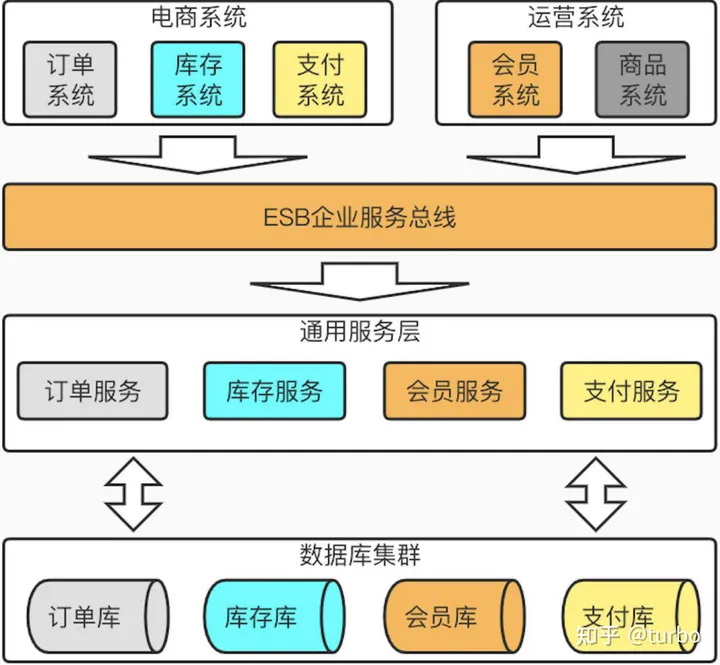 电商系统
运营系统
订单
系统
库存
系统
支付
系统
会员
系统
商品
系统
ESB企业服务总线
通用服务层
订单服务
库存服务
会员服务
支付服务
数据库集群
订单库
库存库
会员库
支付库
知乎 @turbo